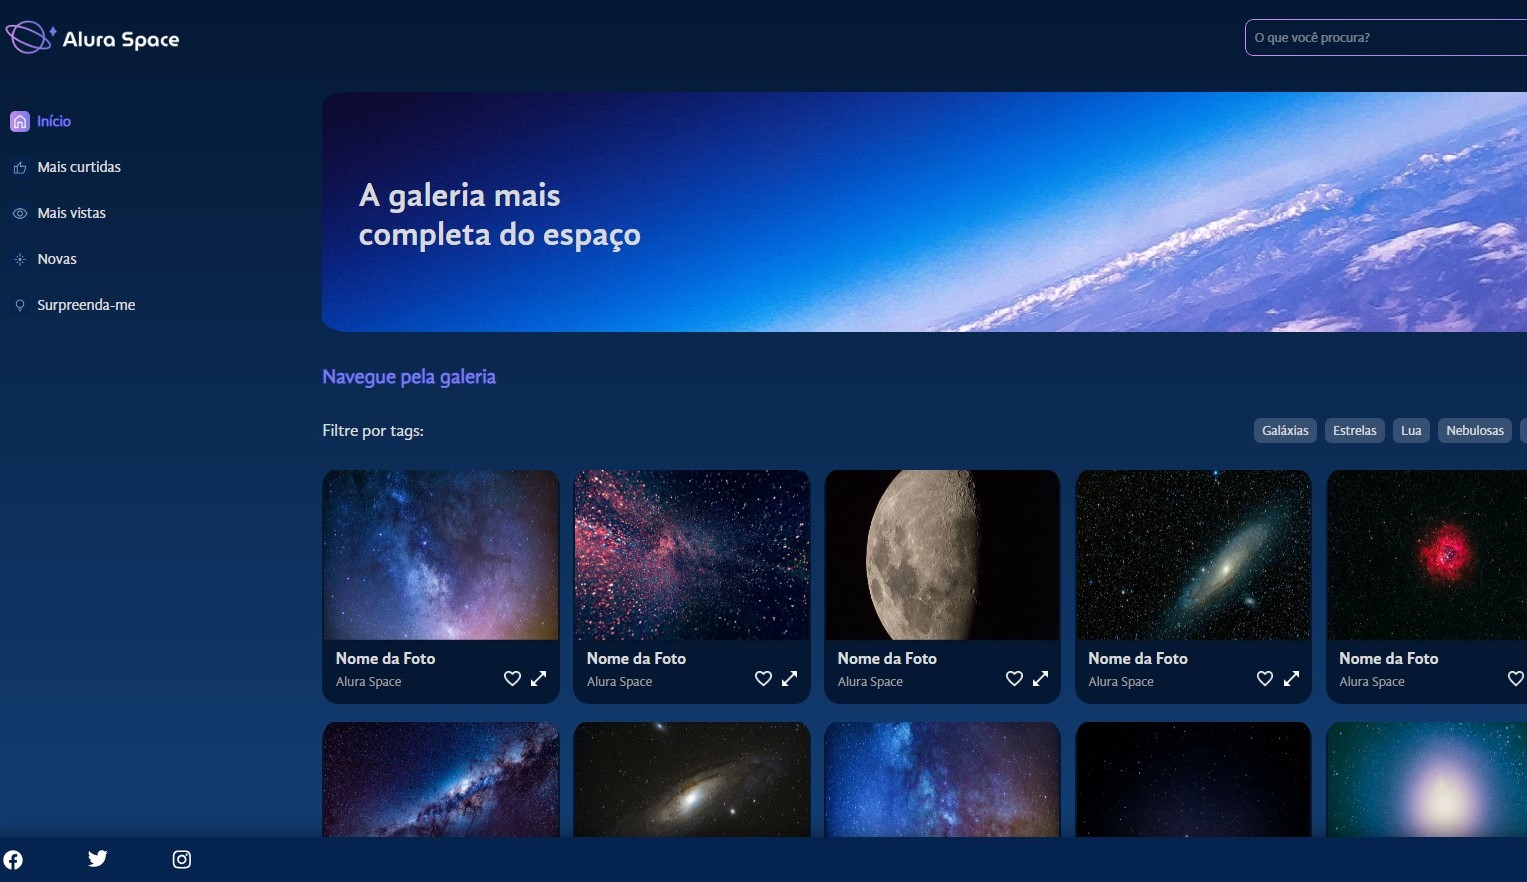 Alura Space
O que você procura?
Início
Mais curtidas
Mais vistas
Novas
Surpreenda-me
A galeria mais
completa do espaço
Navegue pela galeria
Filtre por tags:
Galáxias
Estrelas
Lua
Nebulosas
Nome da Foto
Alura Space
Nome da Foto
Alura Space
Nome da Foto
Alura Space
Nome da Foto
Alura Space
Nome da Foto
Alura Space